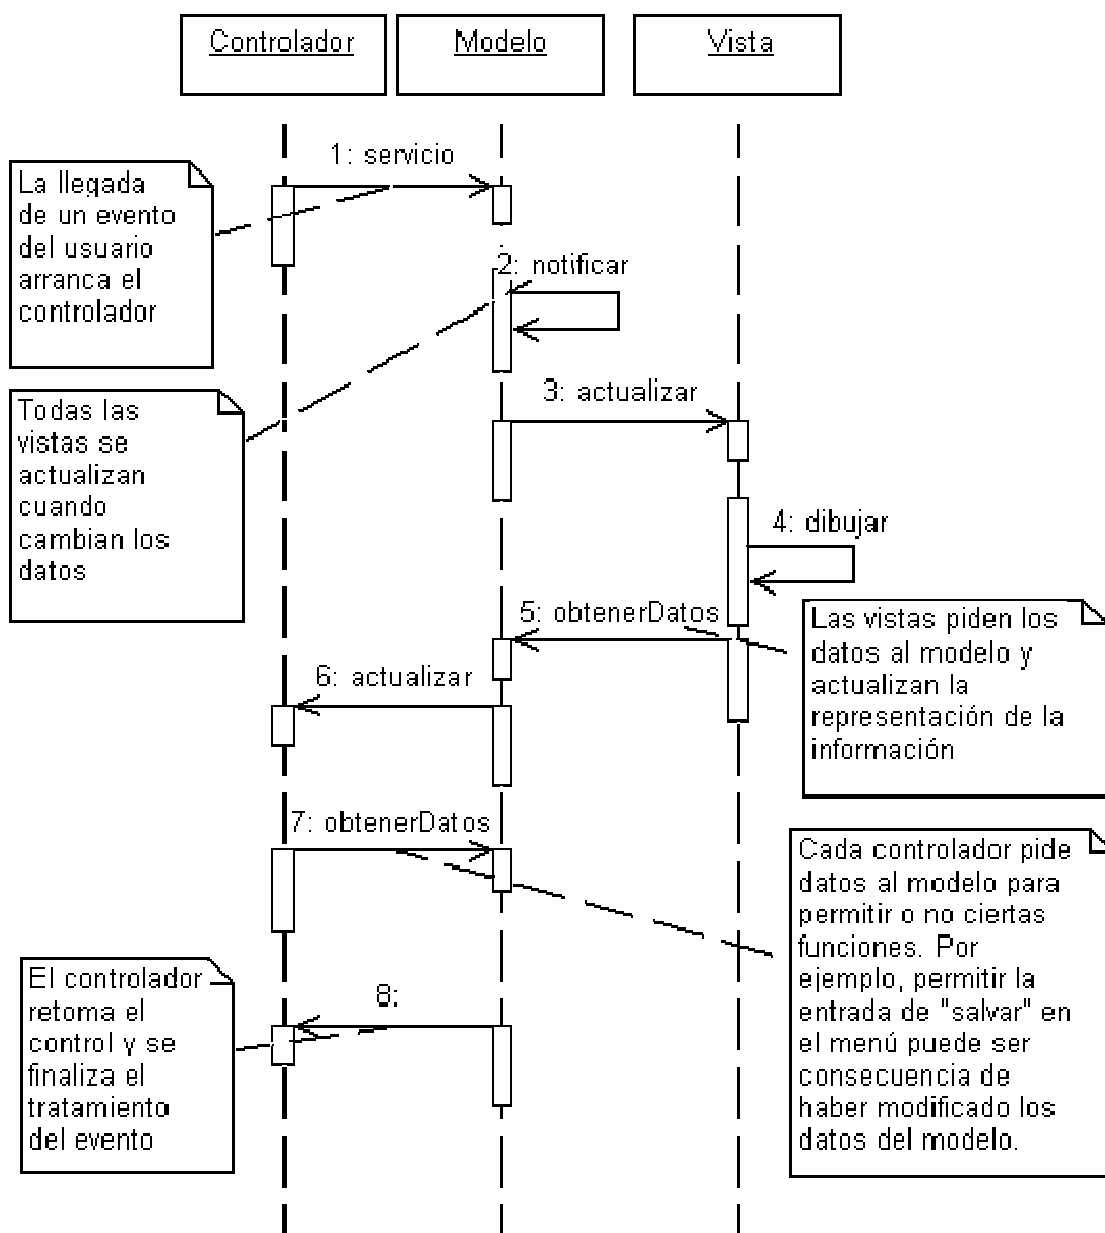 Controlador
Modelo
Vista
1: servicio
La llegada
de un evento
del usuario
arranca el
controlador
2: notificar
3: actualizar
Todas las
vistas se
actualizan
cuando
cambian los
datos
4: dibujar
5: obtenerDatos
Las vistas piden los
datos al modelo y
actualizan la
representación de la
información
6: actualizar
7: obtenerDatos
Cada controlador pide
datos al modelo para
permitir o no ciertas
funciones. Por
ejemplo, permitir la
entrada de "salvar" en
el menú puede ser
consecuencia de
haber modificado los
datos del modelo.
El controlador
retoma el
control y se
finaliza el
tratamiento
del evento
8: